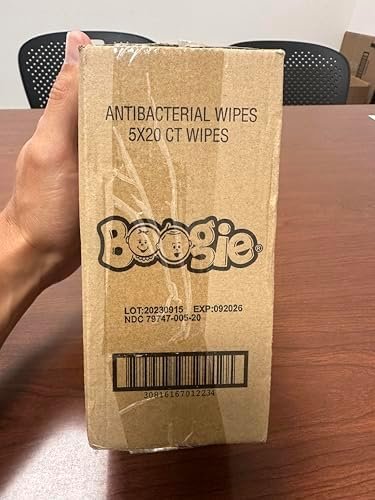 ANTIBACTERIAL WIPES
5X20 CT WIPES
Boogie®
LOT:20230915 EXP:092026
NDC 79747-005-20
30816167012234